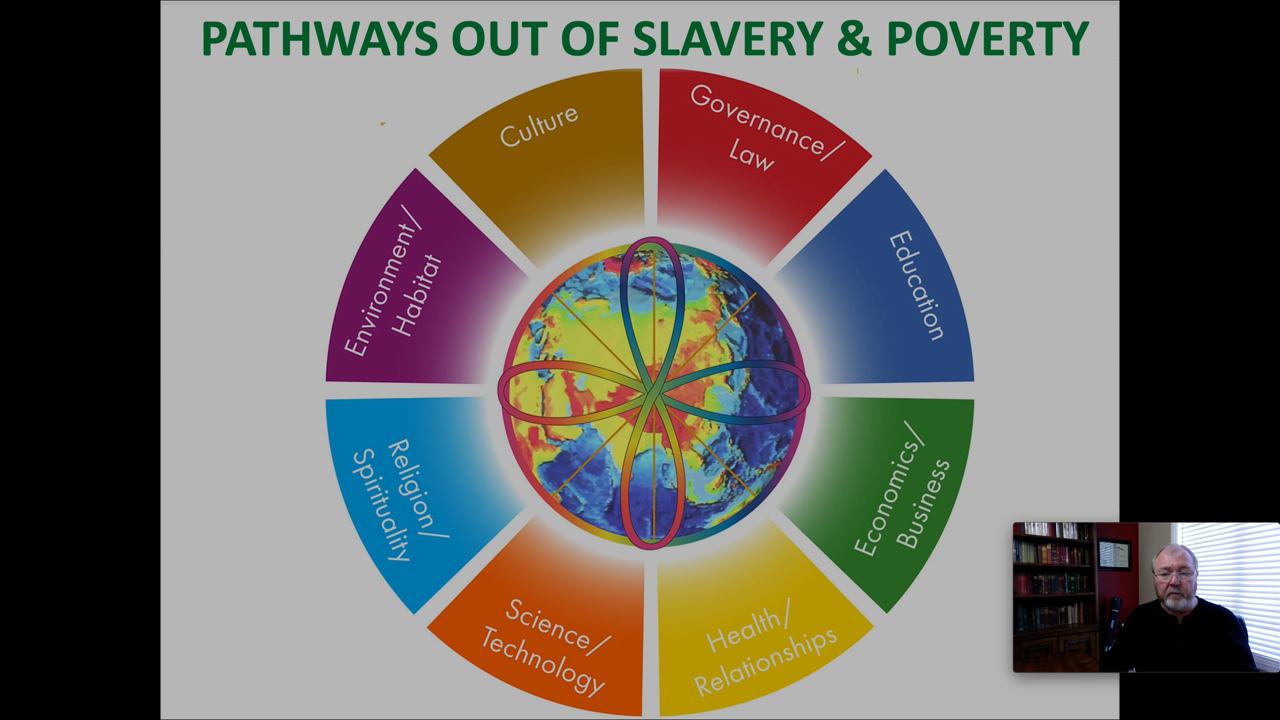 PATHWAYS OUT OF SLAVERY & POVERTY
Culture
Governance/
Law
Education
Economics/
Business
Health/
Relationships
Science/
Technology
Religion/
Spirituality
Environment/
Habitat